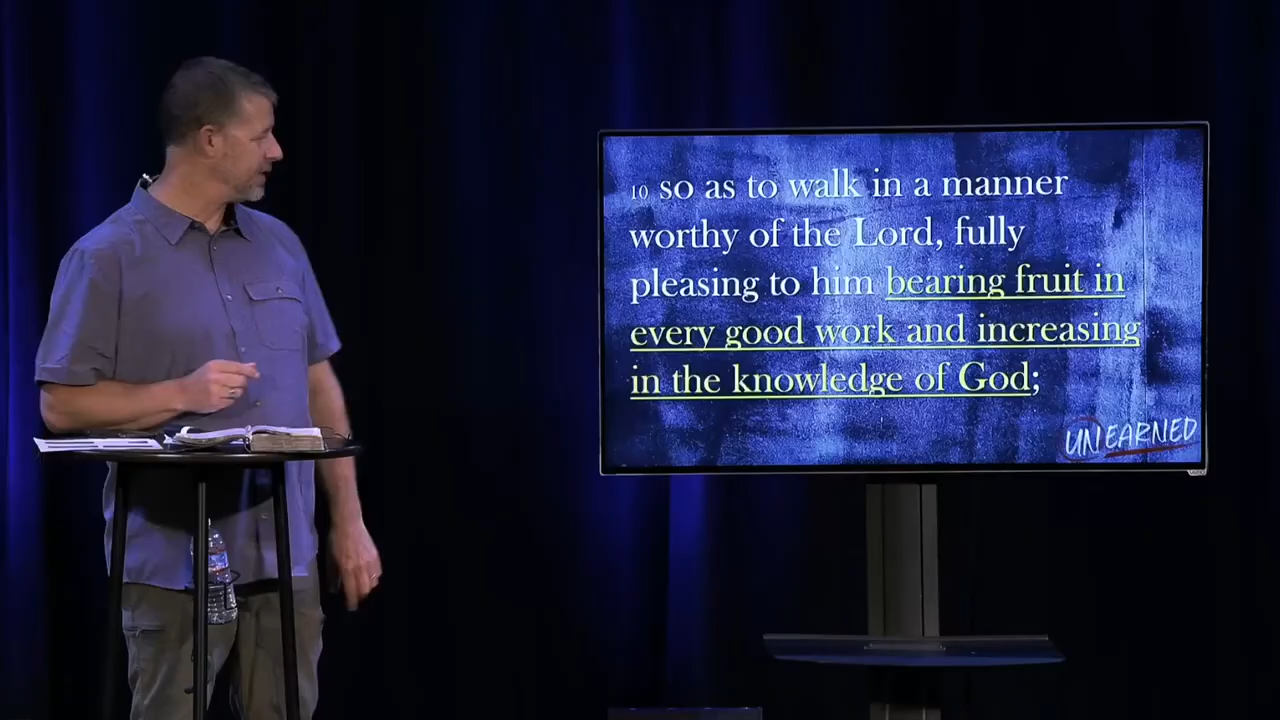 10 so as to walk in a manner
worthy of the Lord, fully
pleasing to him bearing fruit in
every good work and increasing
in the knowledge of God;
UNEARNED